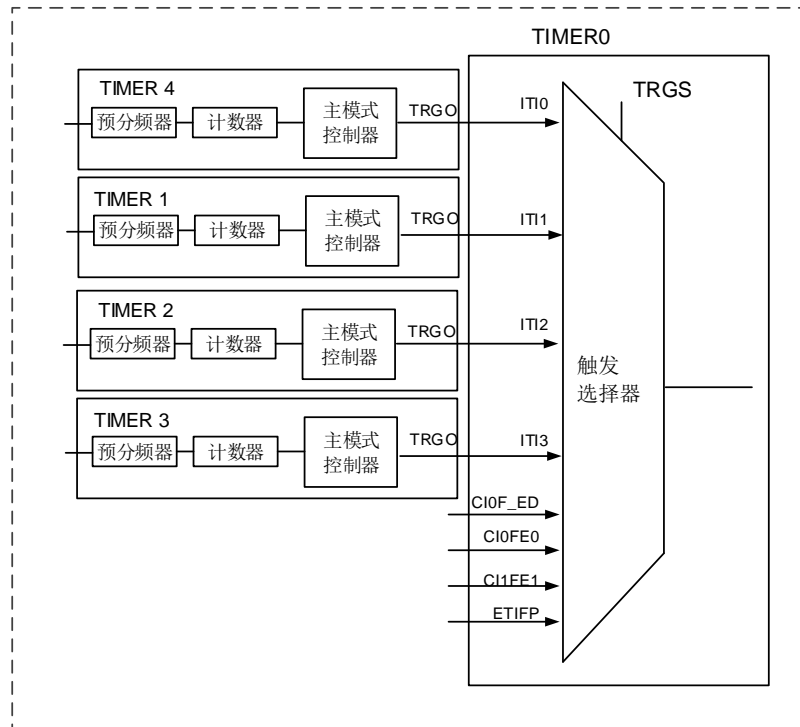 TIMER0
TIMER 4
预分频器
计数器
主模式
控制器
TRGO
ITI0
TRGS
TIMER 1
预分频器
计数器
主模式
控制器
TRGO
ITI1
TIMER 2
预分频器
计数器
主模式
控制器
TRGO
ITI2
触发
选择器
TIMER 3
预分频器
计数器
主模式
控制器
TRGO
ITI3
CI0F_ED
CI0FE0
CI1FE1
ETIFP